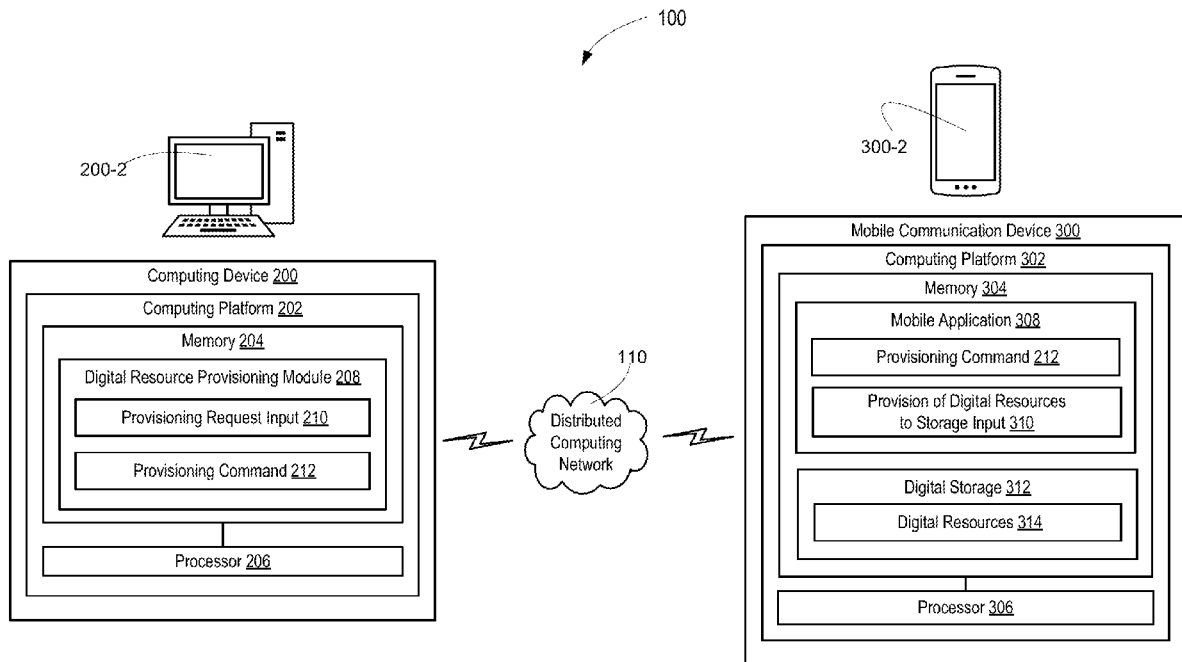 100
200-2
300-2
Computing Device 200
Computing Platform 202
Memory 204
Digital Resource Provisioning Module 208
Provisioning Request Input 210
Provisioning Command 212
Processor 206
110
Distributed
Computing
Network
Mobile Communication Device 300
Computing Platform 302
Memory 304
Mobile Application 308
Provisioning Command 212
Provision of Digital Resources
to Storage Input 310
Digital Storage 312
Digital Resources 314
Processor 306